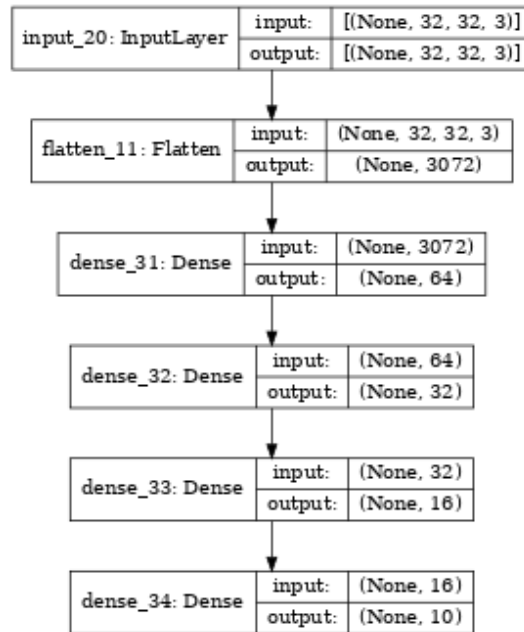 input_20: InputLayer input: [(None, 32, 32, 3)]
output: [(None, 32, 32, 3)]
flatten_11: Flatten input: (None, 32, 32, 3)
output: (None, 3072)
dense_31: Dense input: (None, 3072)
output: (None, 64)
dense_32: Dense input: (None, 64)
output: (None, 32)
dense_33: Dense input: (None, 32)
output: (None, 16)
dense_34: Dense input: (None, 16)
output: (None, 10)